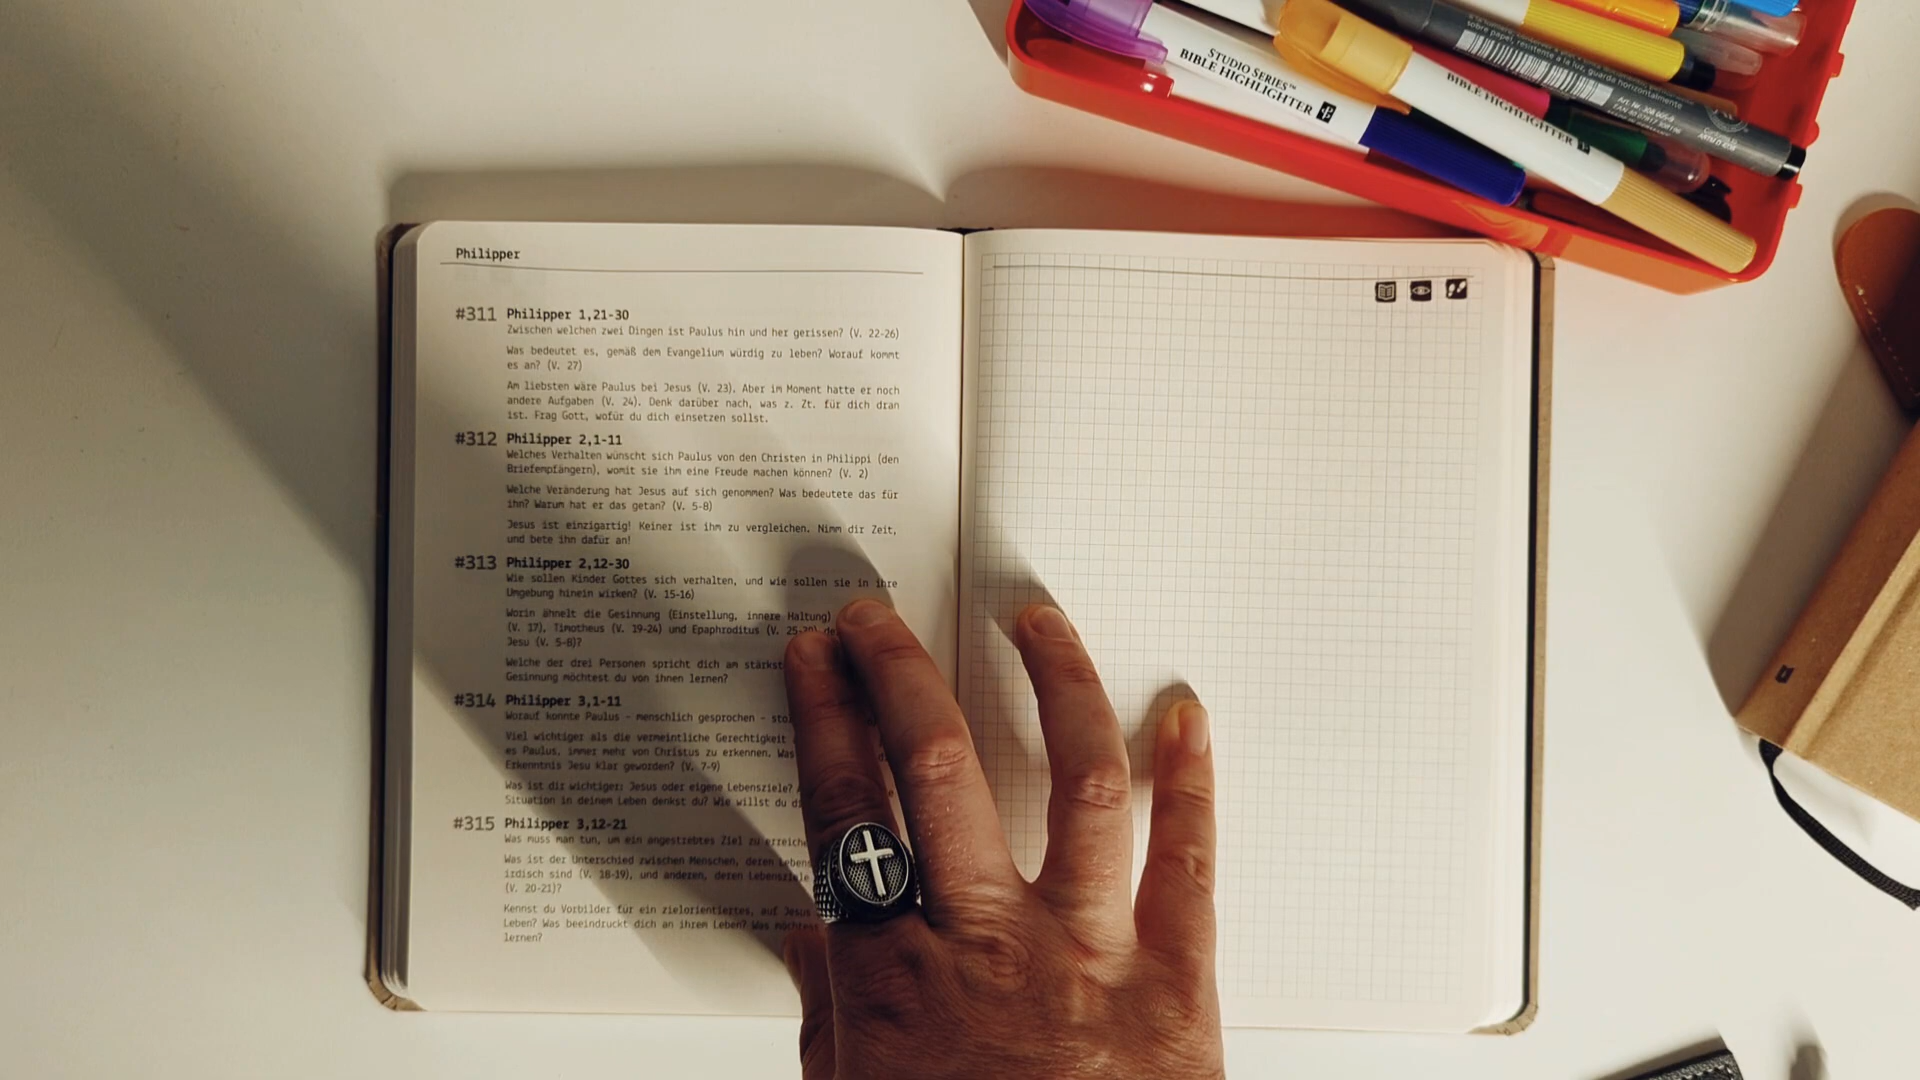 STUDIO SERIES™
BIBLE HIGHLIGHTER
BIBLE HIGHLIGHTER
sobre papel, resistente a la luz, guarda horizontalmente
Philipper
#311 Philipper 1,21-30
Zwischen welchen zwei Dingen ist Paulus hin und her gerissen? (V. 22-26)
Was bedeutet es, gemäß dem Evangelium würdig zu leben? Worauf kommt
es an? (V. 27)
Am liebsten wäre Paulus bei Jesus (V. 23). Aber im Moment hatte er noch
andere Aufgaben (V. 24). Denk darüber nach, was z. Zt. für dich dran
ist. Frag Gott, wofür du dich einsetzen sollst.
#312 Philipper 2,1-11
Welches Verhalten wünscht sich Paulus von den Christen in Philippi (den
Briefempfängern), womit sie ihm eine Freude machen können? (V. 2)
Welche Veränderung hat Jesus auf sich genommen? Was bedeutete das für
ihn? Warum hat er das getan? (V. 5-8)
Jesus ist einzigartig! Keiner ist ihm zu vergleichen. Nimm dir Zeit,
und bete ihn dafür an!
#313 Philipper 2,12-30
Wie sollen Kinder Gottes sich verhalten, und wie sollen sie in ihre
Umgebung hinein wirken? (V. 15-16)
Worin ähnelt die Gesinnung (Einstellung, innere Haltung)
(V. 17), Timotheus (V. 19-24) und Epaphroditus (V. 25-30)
Jesu (V. 5-8)?
Welche der drei Personen spricht dich am
Gesinnung möchtest du von ihnen lernen?
#314 Philipper 3,1-11
Worauf konnte Paulus - menschlich gesprochen -
Viel wichtiger als die vermeintliche Gerechtigkeit
es Paulus, immer mehr von Christus zu erkennen. Was
Erkenntnis Jesu klar geworden? (V. 7-9)
Was ist dir wichtiger: Jesus oder eigene Lebensziele?
Situation in deinem Leben denkst du? Wie willst du
#315 Philipper 3,12-21
Was muss man tun, um ein angestrebtes Ziel zu
Was ist der Unterschied zwischen Menschen, deren
irdisch sind (V. 18-19), und anderen, deren Lebensziele
(V. 20-21)?
Kennst du Vorbilder für ein zielorientiertes, auf Jesus
Leben? Was beeindruckt dich an ihrem Leben? Was
lernen?